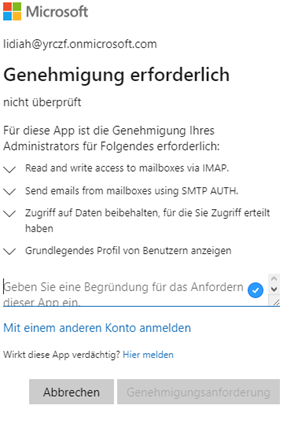 Microsoft
lidiah@yrczf.onmicrosoft.com
Genehmigung erforderlich
nicht überprüft
Für diese App ist die Genehmigung Ihres
Administrators für Folgendes erforderlich:
Read and write access to mailboxes via IMAP.
Send emails from mailboxes using SMTP AUTH.
Zugriff auf Daten beibehalten, für die Sie Zugriff erteilt
haben
Grundlegendes Profil von Benutzern anzeigen
Geben Sie eine Begründung für das Anfordern
dieser App ein.
Mit einem anderen Konto anmelden
Wirkt diese App verdächtig? Hier melden
Abbrechen Genehmigungsanforderung